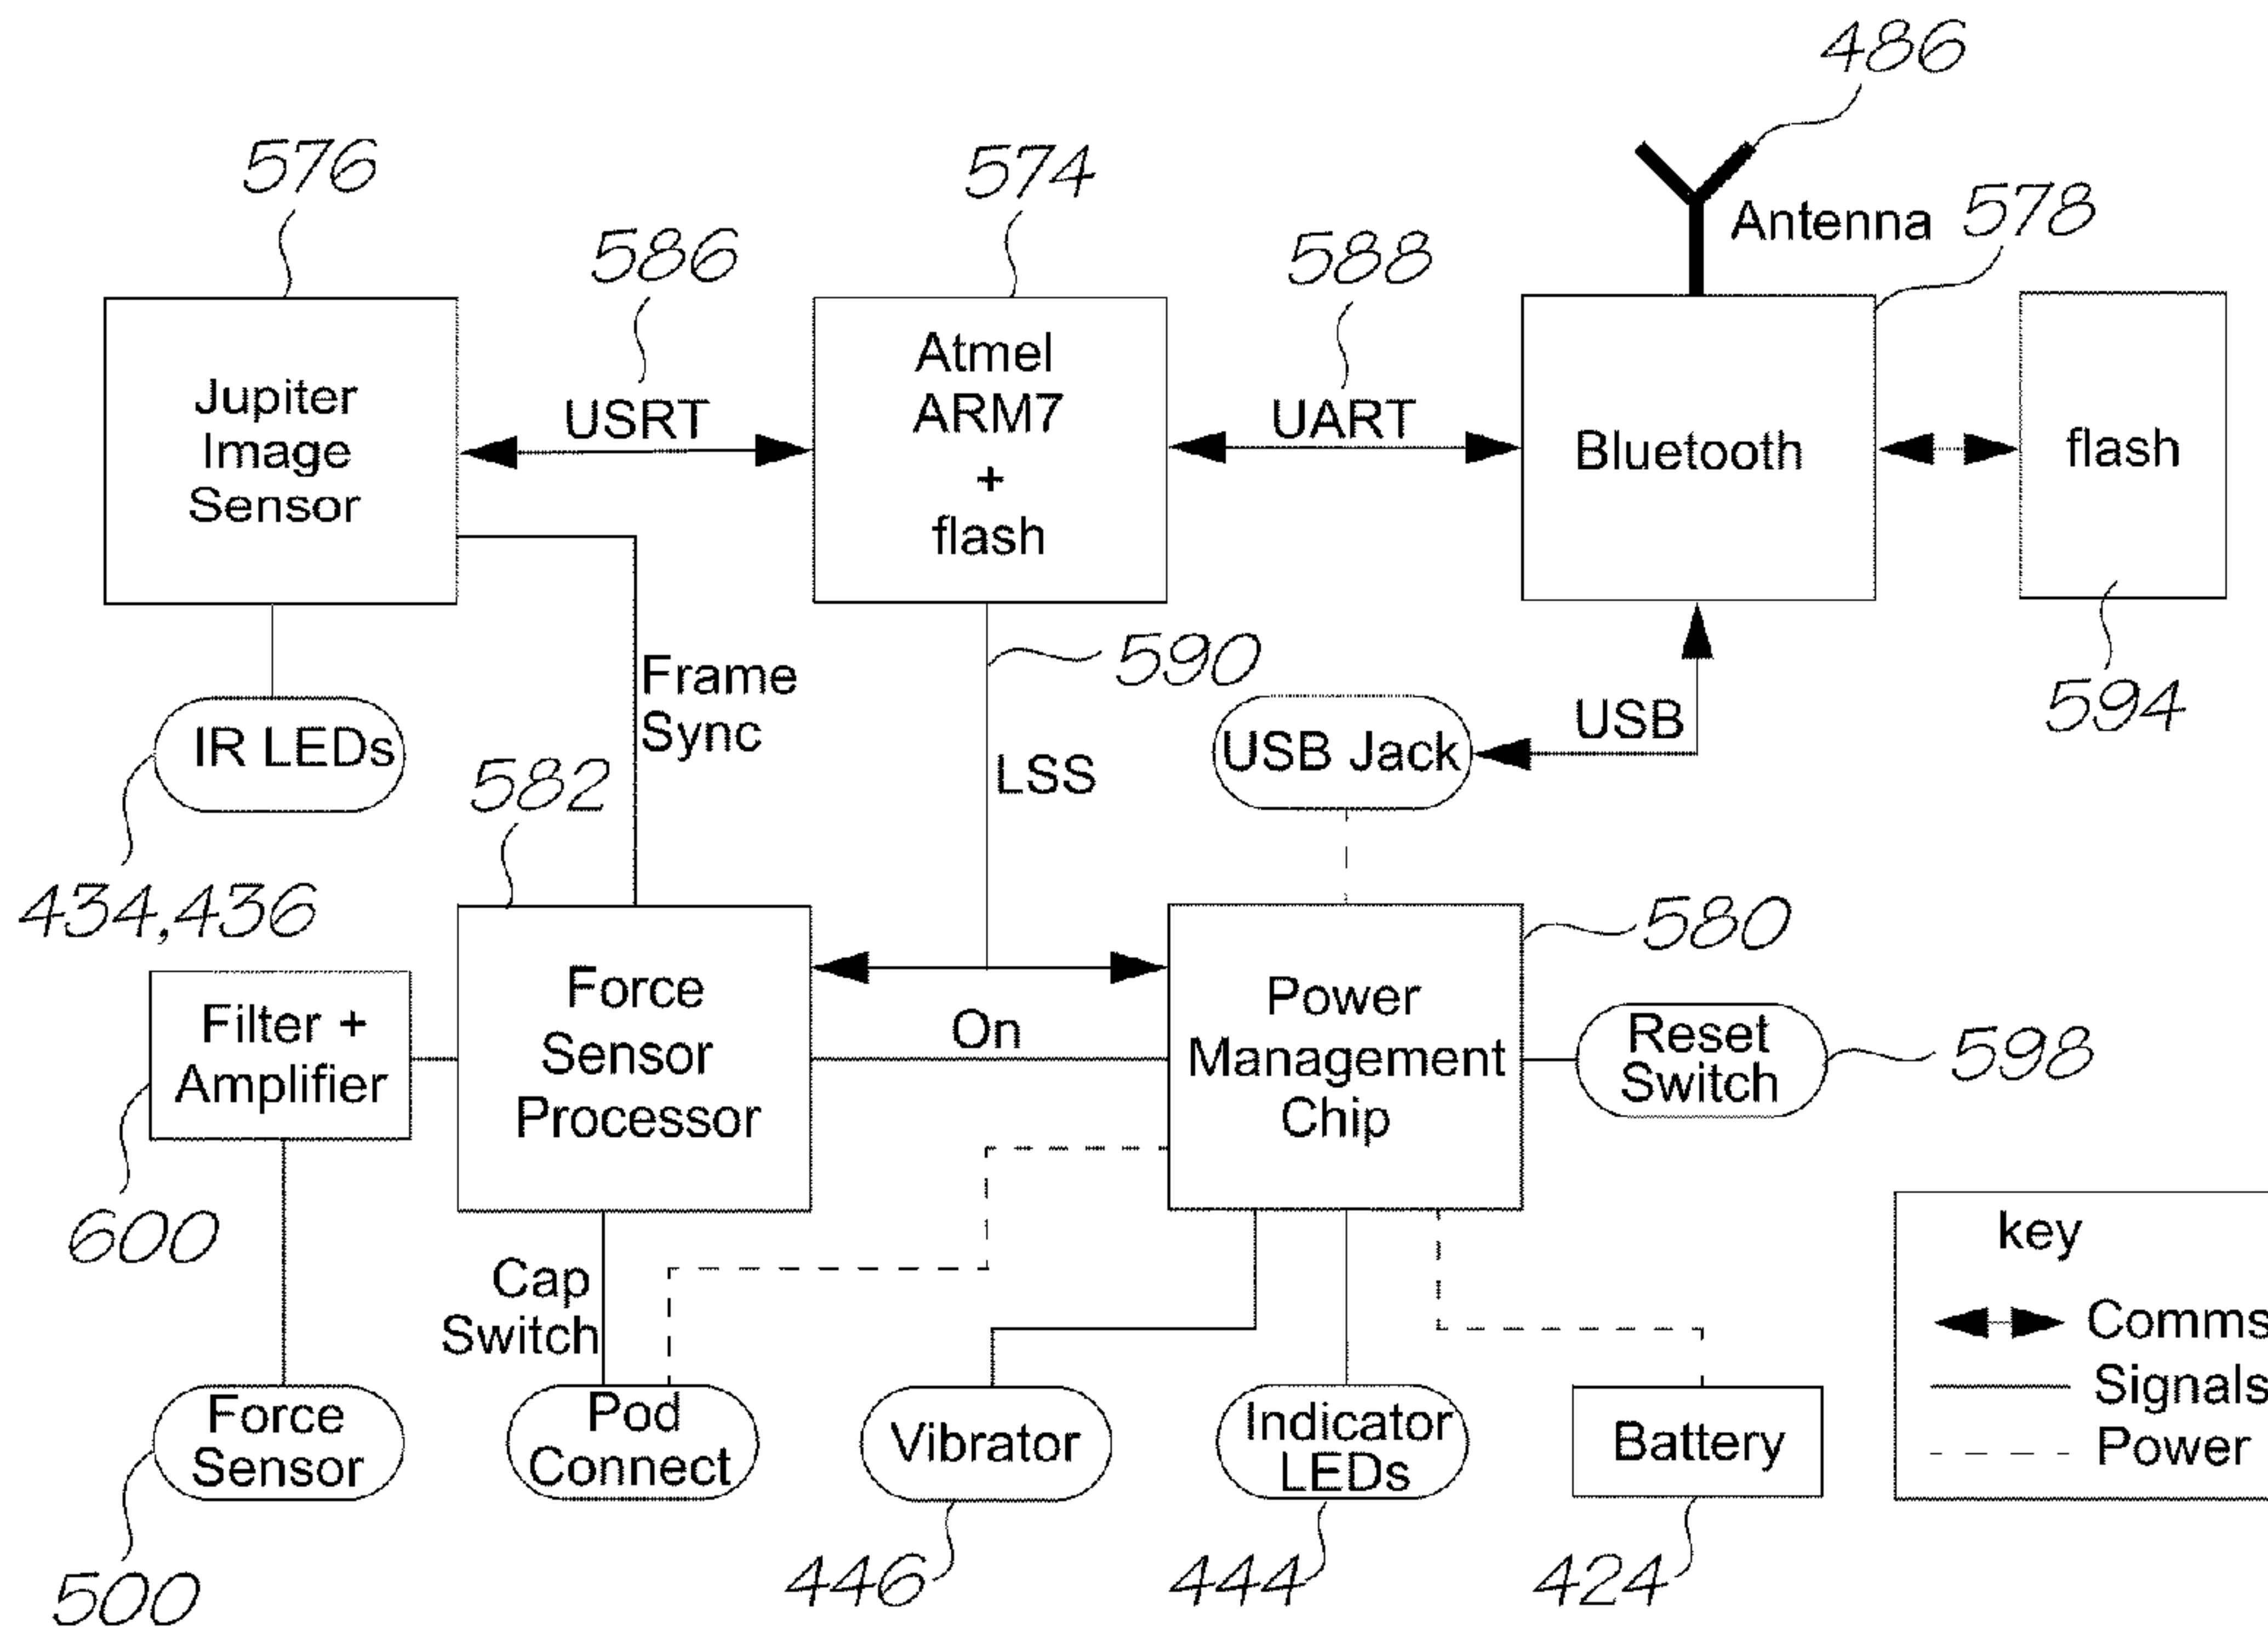 486
576
574
578
586
588
Antenna
Jupiter
Image
Sensor
USRT
Atmel
ARM7
+
flash
UART
Bluetooth
flash
594
590
Frame
Sync
IR LEDs
434,436
582
LSS
USB Jack
USB
580
Filter +
Amplifier
600
Force
Sensor
Processor
On
Power
Management
Chip
Reset
Switch
598
Cap
Switch
key
Comms
Signals
Power
Force
Sensor
500
Pod
Connect
Vibrator
446
Indicator
LEDs
444
Battery
424